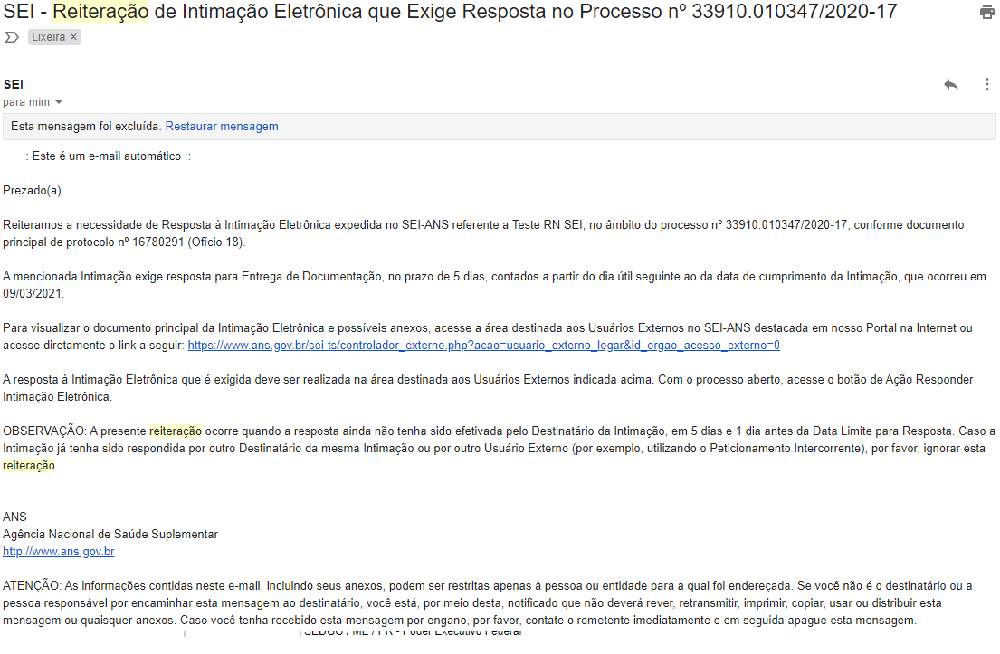 SEI - Reiteração de Intimação Eletrônica que Exige Resposta no Processo nº 33910.010347/2020-17
Lixeira ×
SEI
para mim
Esta mensagem foi excluída. Restaurar mensagem
:: Este é um e-mail automático ::
Prezado(a)
Reiteramos a necessidade de Resposta à Intimação Eletrônica expedida no SEI-ANS referente a Teste RN SEI, no âmbito do processo nº 33910.010347/2020-17, conforme documento
principal de protocolo nº 16780291 (Ofício 18).
A mencionada Intimação exige resposta para Entrega de Documentação, no prazo de 5 dias, contados a partir do dia útil seguinte ao da data de cumprimento da Intimação, que ocorreu em
09/03/2021.
Para visualizar o documento principal da Intimação Eletrônica e possíveis anexos, acesse a área destinada aos Usuários Externos no SEI-ANS destacada em nosso Portal na Internet ou
acesse diretamente o link a seguir: https://www.ans.gov.br/sei-ts/controlador_externo.php?acao=usuario_externo_logar&id_orgao_acesso_externo=0
A resposta à Intimação Eletrônica que é exigida deve ser realizada na área destinada aos Usuários Externos indicada acima. Com o processo aberto, acesse o botão de Ação Responder
Intimação Eletrônica.
OBSERVAÇÃO: A presente reiteração ocorre quando a resposta ainda não tenha sido efetivada pelo Destinatário da Intimação, em 5 dias e 1 dia antes da Data Limite para Resposta. Caso a
Intimação já tenha sido respondida por outro Destinatário da mesma Intimação ou por outro Usuário Externo (por exemplo, utilizando o Peticionamento Intercorrente), por favor, ignorar esta
reiteração.
ANS
Agência Nacional de Saúde Suplementar
http://www.ans.gov.br
ATENÇÃO: As informações contidas neste e-mail, incluindo seus anexos, podem ser restritas apenas à pessoa ou entidade para a qual foi endereçada. Se você não é o destinatário ou a
pessoa responsável por encaminhar esta mensagem ao destinatário, você está, por meio desta, notificado que não deverá rever, retransmitir, imprimir, copiar, usar ou distribuir esta
mensagem ou quaisquer anexos. Caso você tenha recebido esta mensagem por engano, por favor, contate o remetente imediatamente e em seguida apague esta mensagem.